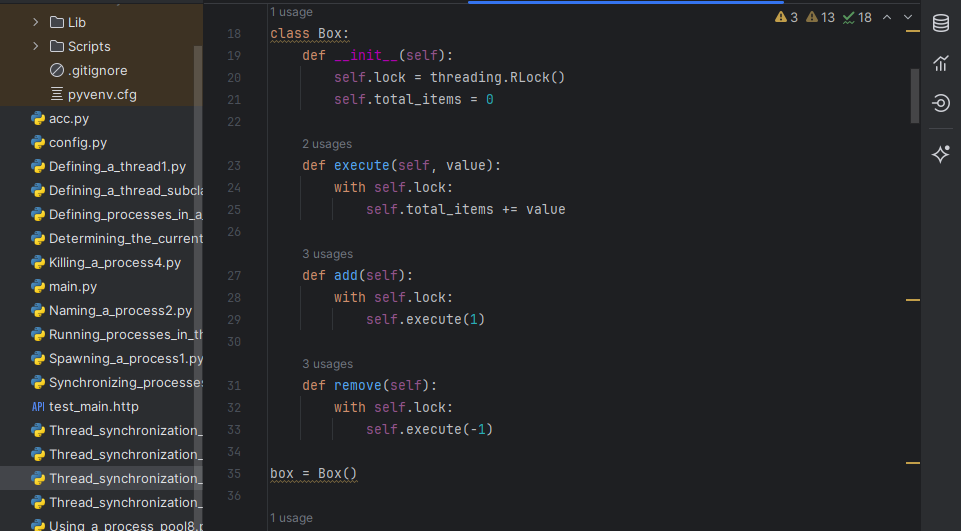 Lib
Scripts
.gitignore
pyvenv.cfg
acc.py
config.py
Defining_a_thread1.py
Defining_a_thread_subcla
Defining_processes_in_a_
Determining_the_current
Killing_a_process4.py
main.py
Naming_a_process2.py
Running_processes_in_th
Spawning_a_process1.py
Synchronizing_processes
API test_main.http
Thread_synchronization_
Thread_synchronization_
Thread_synchronization_
Thread_synchronization_
Using_a_process_pool8.p
1 usage
3 13 18
18 class Box:
19     def __init__(self):
20         self.lock = threading.RLock()
21         self.total_items = 0
22
2 usages
23     def execute(self, value):
24         with self.lock:
25             self.total_items += value
26
3 usages
27     def add(self):
28         with self.lock:
29             self.execute(1)
30
3 usages
31     def remove(self):
32         with self.lock:
33             self.execute(-1)
34
35 box = Box()
36
1 usage